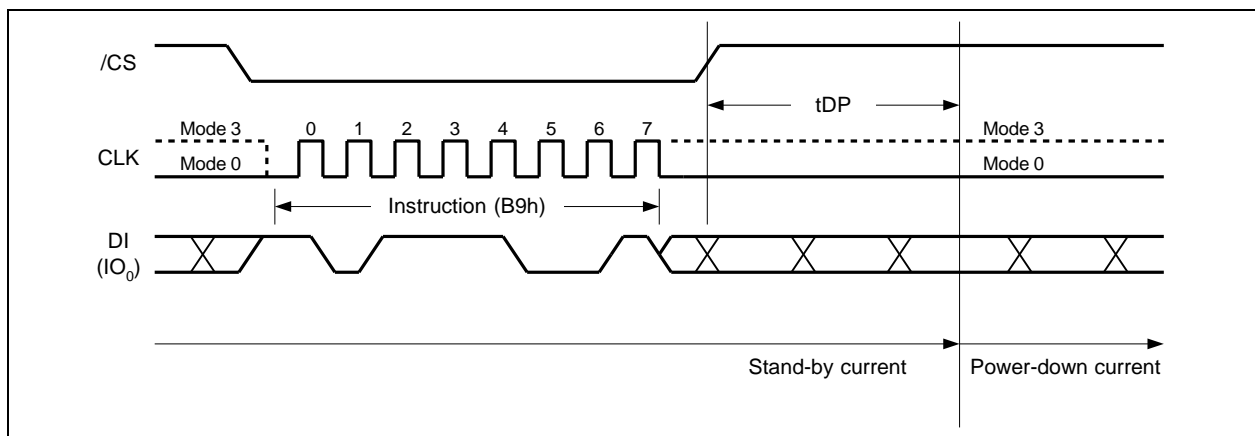 /CS
tDP
Mode 3
0 1 2 3 4 5 6 7
Mode 3
CLK
Mode 0
Mode 0
Instruction (B9h)
DI
(IO₀)
Stand-by current
Power-down current